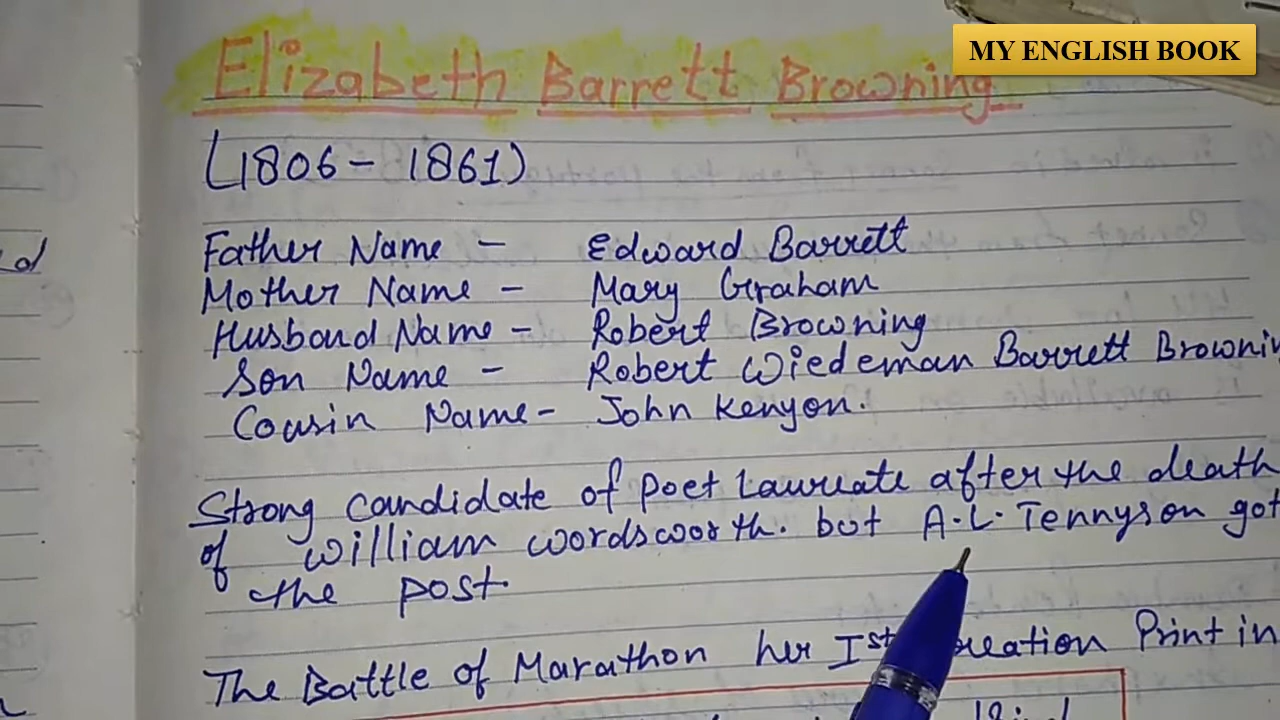 MY ENGLISH BOOK
Elizabeth Barrett Browning
(1806 - 1861)
Father Name - Edward Barrett
Mother Name - Mary Graham
Husband Name - Robert Browning
Son Name - Robert Wiedeman Barrett Brownin
Cousin Name - John Kenyon.
Strong candidate of Poet Laureate after the death
of William Wordsworth. but A.L. Tennyson got
the post.
The Battle of Marathon her Ist reation Print in